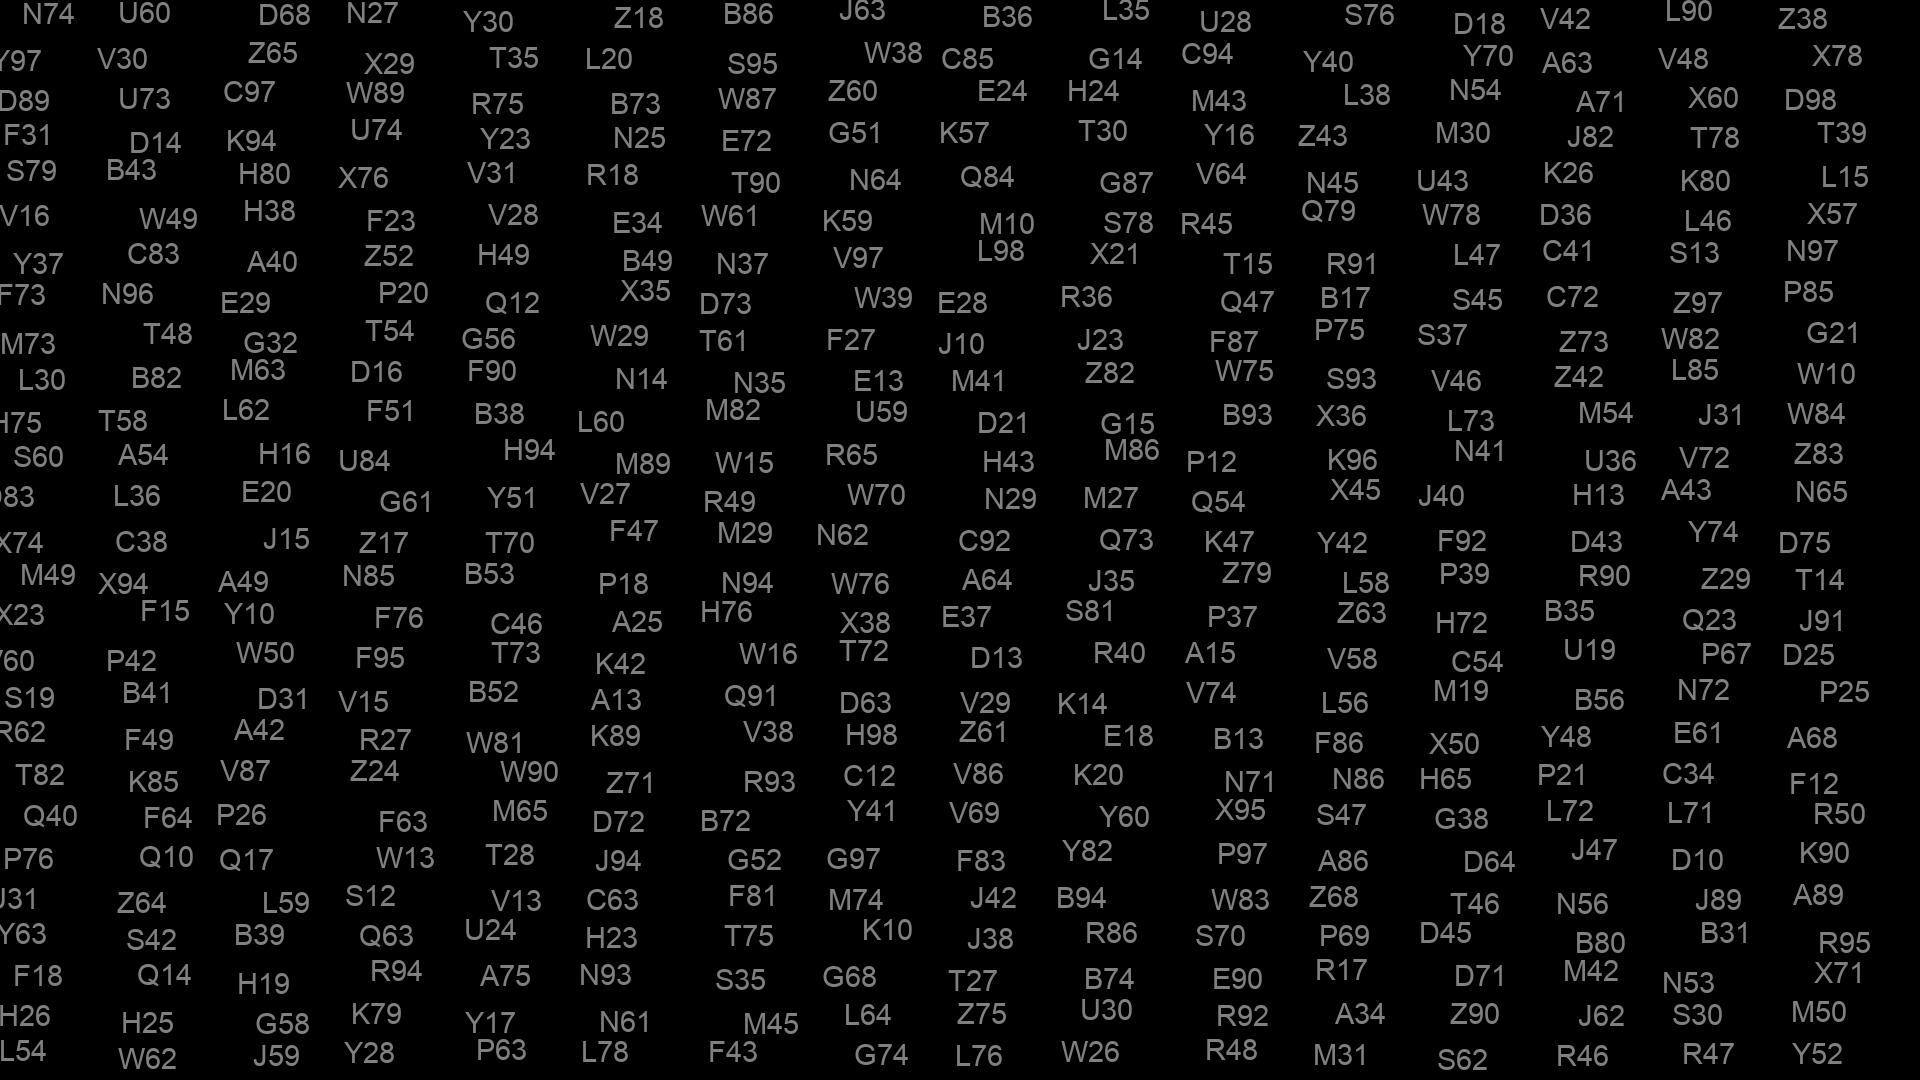 N74 U60 D68 N27 Y30 Z18 B86 J63 B36 L35 U28 S76 D18 V42 L90 Z38
Y97 V30 Z65 X29 T35 L20 S95 W38 C85 G14 C94 Y40 Y70 A63 V48 X78
D89 U73 C97 W89 R75 B73 W87 Z60 E24 H24 M43 L38 N54 A71 X60 D98
F31 D14 K94 U74 Y23 N25 E72 G51 K57 T30 Y16 Z43 M30 J82 T78 T39
S79 B43 H80 X76 V31 R18 T90 N64 Q84 G87 V64 N45 U43 K26 K80 L15
V16 W49 H38 F23 V28 E34 W61 K59 M10 S78 R45 Q79 W78 D36 L46 X57
Y37 C83 A40 Z52 H49 B49 N37 V97 L98 X21 T15 R91 L47 C41 S13 N97
F73 N96 E29 P20 Q12 X35 D73 W39 E28 R36 Q47 B17 S45 C72 Z97 P85
M73 T48 G32 T54 G56 W29 T61 F27 J10 J23 F87 P75 S37 Z73 W82 G21
L30 B82 M63 D16 F90 N14 N35 E13 M41 Z82 W75 S93 V46 Z42 L85 W10
H75 T58 L62 F51 B38 L60 M82 U59 D21 G15 B93 X36 L73 M54 J31 W84
S60 A54 H16 U84 H94 M89 W15 R65 H43 M86 P12 K96 N41 U36 V72 Z83
L36 E20 G61 Y51 V27 R49 W70 N29 M27 Q54 X45 J40 H13 A43 N65
X74 C38 J15 Z17 T70 F47 M29 N62 C92 Q73 K47 Y42 F92 D43 Y74 D75
M49 X94 A49 N85 B53 P18 N94 W76 A64 J35 Z79 L58 P39 R90 Z29 T14
X23 F15 Y10 F76 C46 A25 H76 X38 E37 S81 P37 Z63 H72 B35 Q23 J91
P42 W50 F95 T73 K42 W16 T72 D13 R40 A15 V58 C54 U19 P67 D25
S19 B41 D31 V15 B52 A13 Q91 D63 V29 K14 V74 L56 M19 B56 N72 P25
R62 F49 A42 R27 W81 K89 V38 H98 Z61 E18 B13 F86 X50 Y48 E61 A68
T82 K85 V87 Z24 W90 Z71 R93 C12 V86 K20 N71 N86 H65 P21 C34 F12
Q40 F64 P26 F63 M65 D72 B72 Y41 V69 Y60 X95 S47 G38 L72 L71 R50
P76 Q10 Q17 W13 T28 J94 G52 G97 F83 Y82 P97 A86 D64 J47 D10 K90
Z64 L59 S12 V13 C63 F81 M74 J42 B94 W83 Z68 T46 N56 J89 A89
Y63 S42 B39 Q63 U24 H23 T75 K10 J38 R86 S70 P69 D45 B80 B31 R95
F18 Q14 H19 R94 A75 N93 S35 G68 T27 B74 E90 R17 D71 M42 N53 X71
H26 H25 G58 K79 Y17 N61 M45 L64 Z75 U30 R92 A34 Z90 J62 S30 M50
L54 W62 J59 Y28 P63 L78 F43 G74 L76 W26 R48 M31 S62 R46 R47 Y52